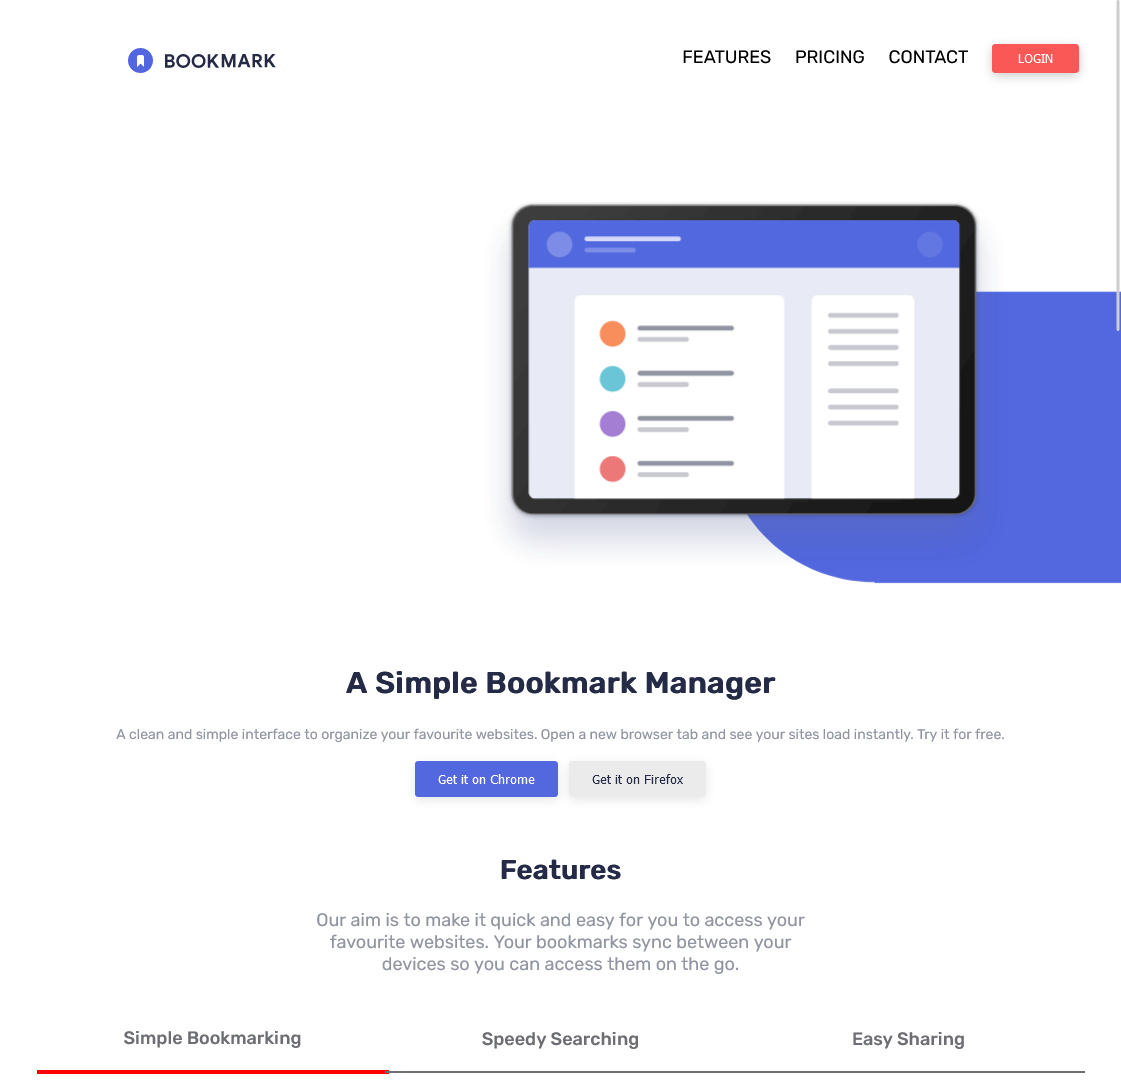 BOOKMARK
FEATURES PRICING CONTACT LOGIN
A Simple Bookmark Manager
A clean and simple interface to organize your favourite websites. Open a new browser tab and see your sites load instantly. Try it for free.
Get it on Chrome Get it on Firefox
Features
Our aim is to make it quick and easy for you to access your
favourite websites. Your bookmarks sync between your
devices so you can access them on the go.
Simple Bookmarking Speedy Searching Easy Sharing